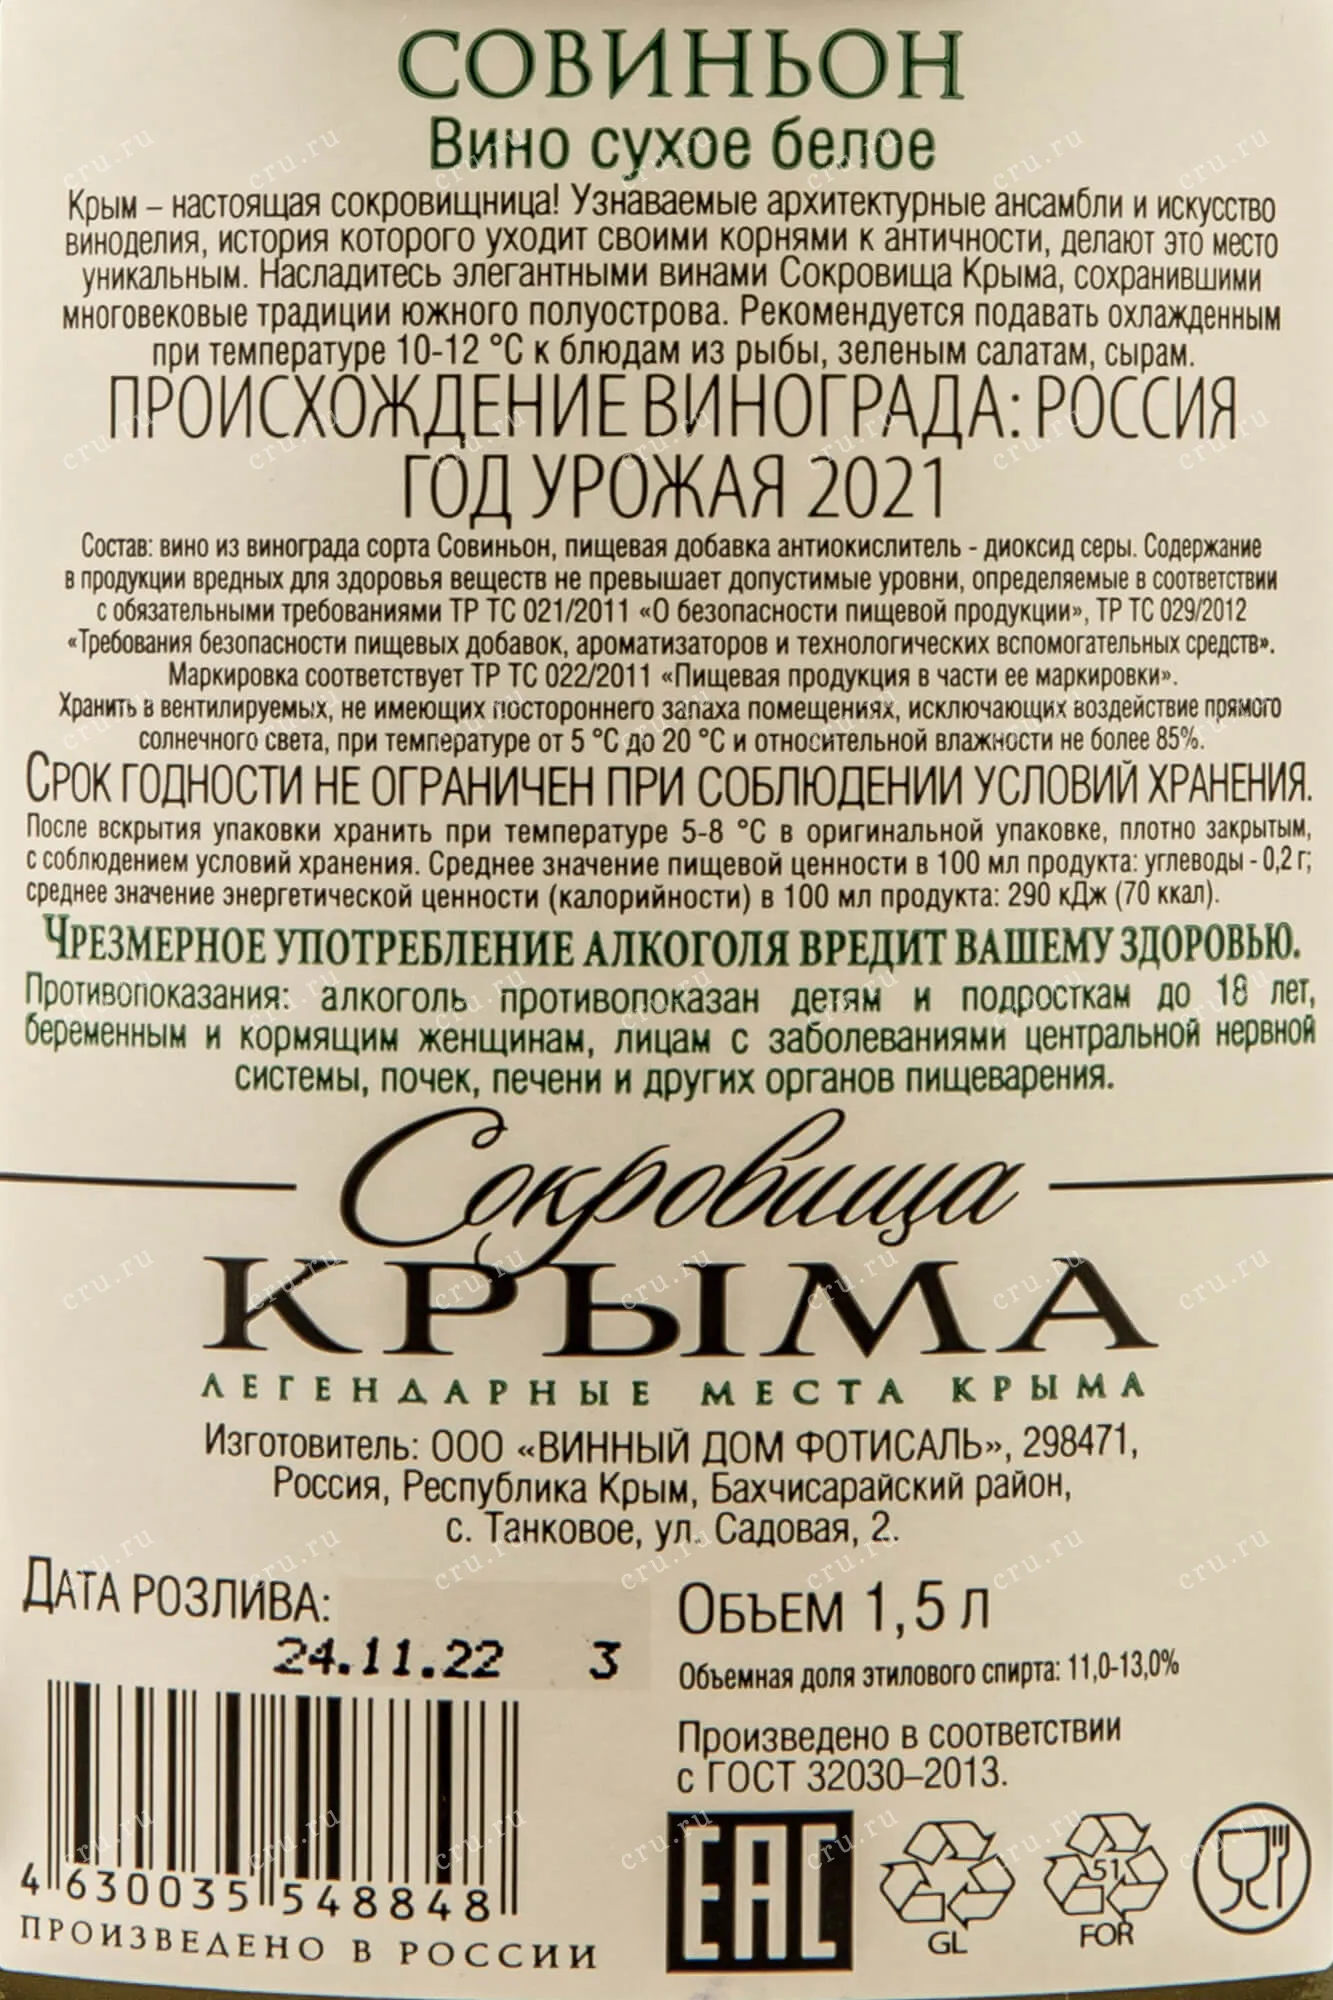 СОВИНЬОН
Вино сухое белое
Крым – настоящая сокровищница! Узнаваемые архитектурные ансамбли и искусство
виноделия, история которого уходит своими корнями к античности, делают это место
уникальным. Насладитесь элегантными винами Сокровища Крыма, сохранившими
многовековые традиции южного полуострова. Рекомендуется подавать охлажденным
при температуре 10-12 °С к блюдам из рыбы, зеленым салатам, сырам.
ПРОИСХОЖДЕНИЕ ВИНОГРАДА: РОССИЯ
ГОД УРОЖАЯ 2021
Состав: вино из винограда сорта Совиньон, пищевая добавка антиокислитель - диоксид серы. Содержание
в продукции вредных для здоровья веществ не превышает допустимые уровни, определяемые в соответствии
с обязательными требованиями ТР ТС 021/2011 «О безопасности пищевой продукции», ТР ТС 029/2012
«Требования безопасности пищевых добавок, ароматизаторов и технологических вспомогательных средств».
Маркировка соответствует ТР ТС 022/2011 «Пищевая продукция в части ее маркировки».
Хранить в вентилируемых, не имеющих постороннего запаха помещениях, исключающих воздействие прямого
солнечного света, при температуре от 5 °С до 20 °С и относительной влажности не более 85%.
СРОК ГОДНОСТИ НЕ ОГРАНИЧЕН ПРИ СОБЛЮДЕНИИ УСЛОВИЙ ХРАНЕНИЯ.
После вскрытия упаковки хранить при температуре 5-8 °С в оригинальной упаковке, плотно закрытым,
с соблюдением условий хранения. Среднее значение пищевой ценности в 100 мл продукта: углеводы - 0,2 г;
среднее значение энергетической ценности (калорийности) в 100 мл продукта: 290 кДж (70 ккал).
ЧРЕЗМЕРНОЕ УПОТРЕБЛЕНИЕ АЛКОГОЛЯ ВРЕДИТ ВАШЕМУ ЗДОРОВЬЮ.
Противопоказания: алкоголь противопоказан детям и подросткам до 18 лет,
беременным и кормящим женщинам, лицам с заболеваниями центральной нервной
системы, почек, печени и других органов пищеварения.
Сокровища
КРЫМА
ЛЕГЕНДАРНЫЕ МЕСТА КРЫМА
Изготовитель: ООО «ВИННЫЙ ДОМ ФОТИСАЛЬ», 298471,
Россия, Республика Крым, Бахчисарайский район,
с. Танковое, ул. Садовая, 2.
ДАТА РОЗЛИВА:
24.11.22 3
4 630035 548848
ПРОИЗВЕДЕНО В РОССИИ
ОБЪЕМ 1,5 Л
Объемная доля этилового спирта: 11,0-13,0%
Произведено в соответствии
с ГОСТ 32030–2013.
ЕАС
GL
51
FOR
cru.ru